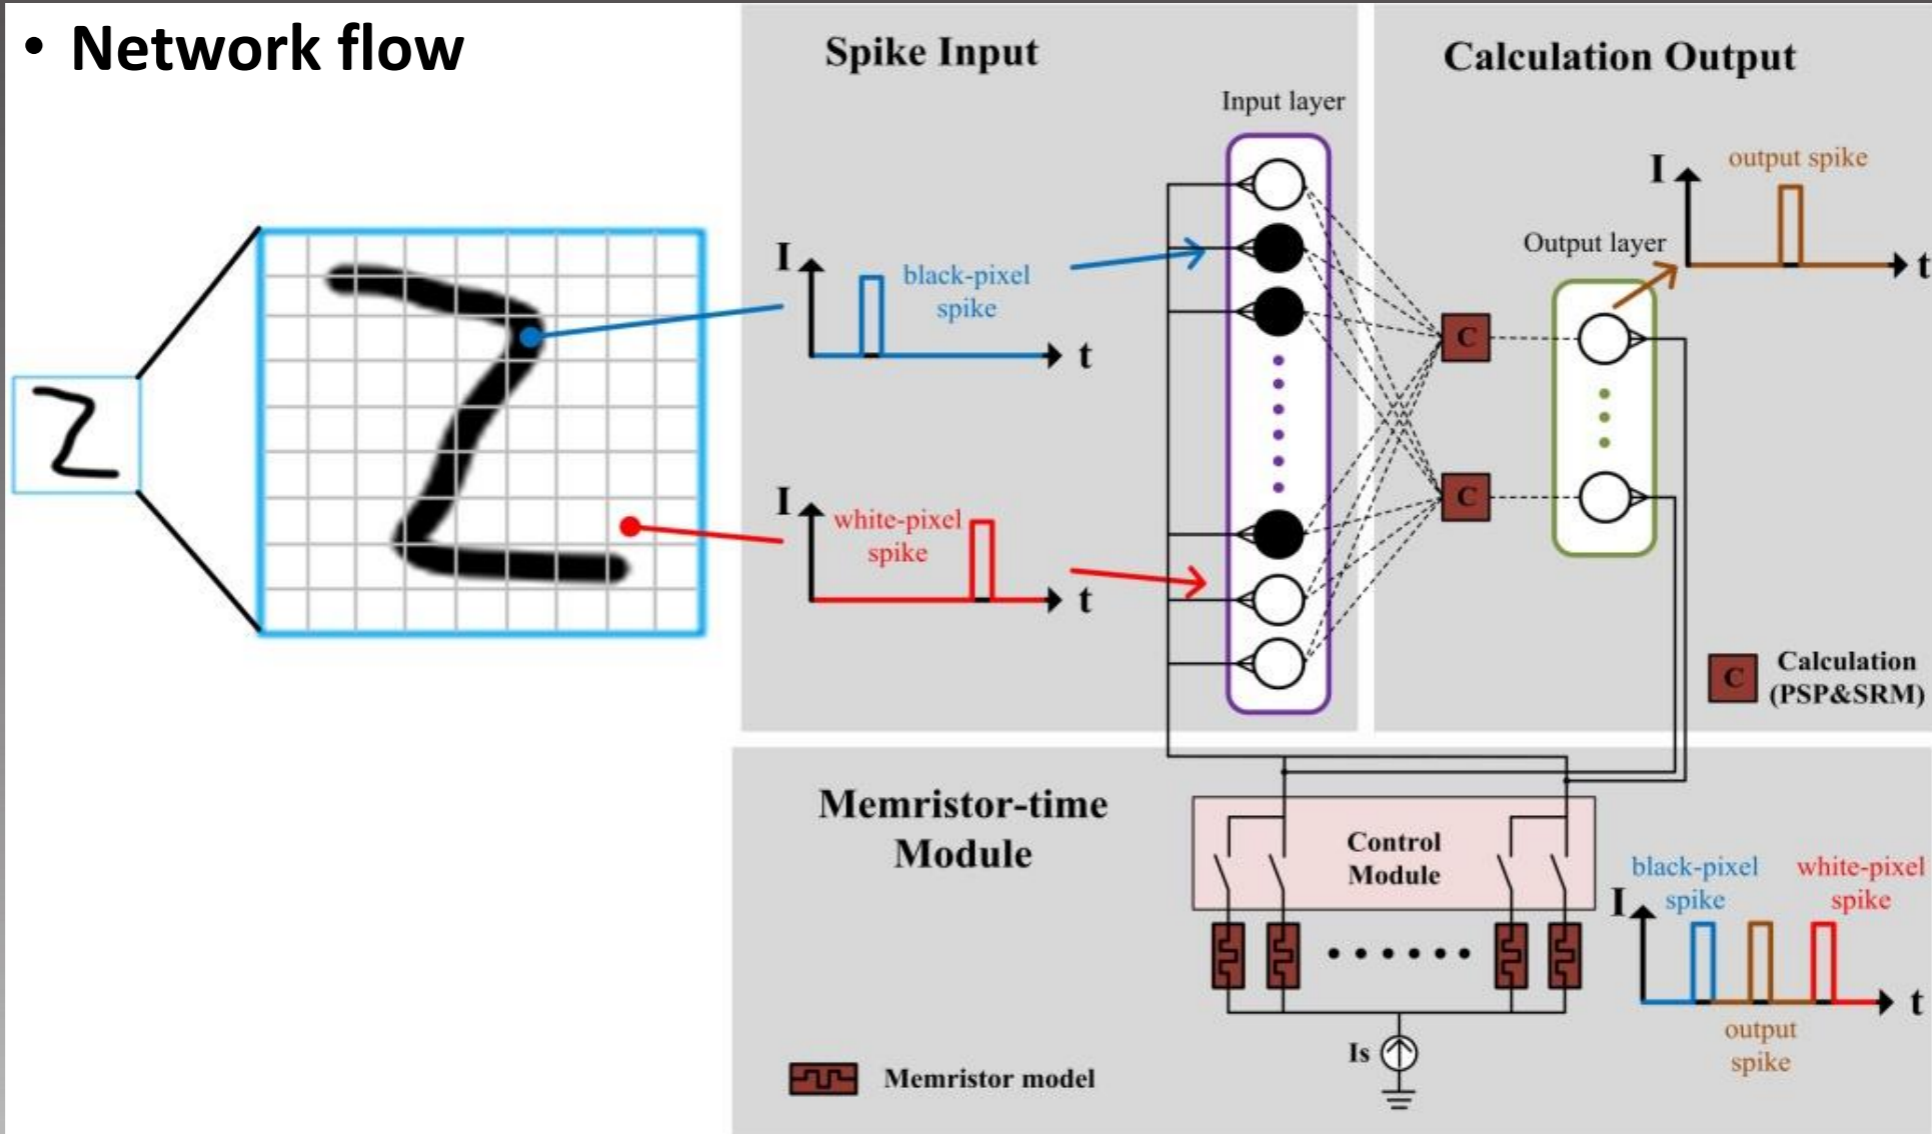 • Network flow
Spike Input
Input layer
I
black-pixel
spike
t
I
white-pixel
spike
t
Calculation Output
I
output spike
t
Output layer
C
C
C
Calculation
(PSP&SRM)
Memristor-time
Module
Control
Module
Is
Memristor model
black-pixel
spike
white-pixel
spike
I
t
output
spike